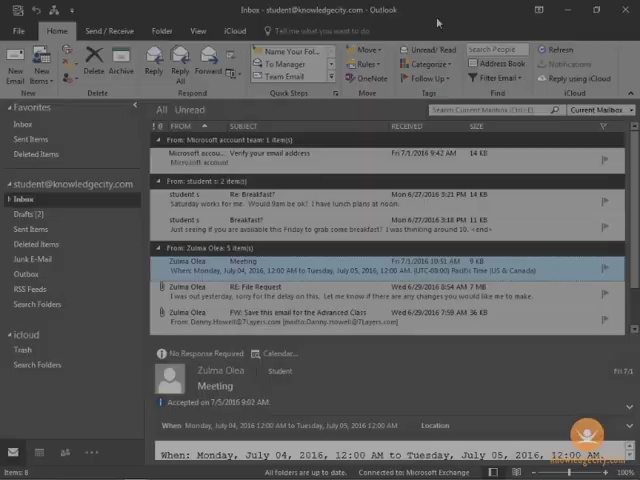 Inbox - student@knowledgecity.com - Outlook
File Home Send / Receive Folder View iCloud Tell me what you want to do
New Email
New Items
Delete
Archive
Reply
Reply All
Forward
Name Your Fol...
To Manager
Team Email
Move
Rules
OneNote
Unread/ Read
Categorize
Follow Up
Search People
Address Book
Filter Email
Refresh
Notifications
Reply using iCloud
New Delete Respond Quick Steps Move Tags Find iCloud
Favorites
Inbox
Sent Items
Deleted Items
student@knowledgecity.com
Inbox
Drafts [2]
Sent Items
Deleted Items
Junk E-Mail
Outbox
RSS Feeds
Search Folders
icloud
Trash
Search Folders
All Unread
Search Current Mailbox (Ctrl+E) Current Mailbox
FROM SUBJECT RECEIVED SIZE
From: Microsoft account team: 1 item(s)
Microsoft accou... Verify your email address Fri 7/1/2016 9:42 AM 14 KB
Microsoft account
From: student s: 2 item(s)
student s Re: Breakfast? Mon 6/27/2016 3:21 PM 14 KB
Saturday works for me. Would 9am be ok? I have lunch plans at noon.
student s Breakfast? Mon 6/27/2016 3:18 PM 9 KB
Just seeing if you are available this Friday to grab some breakfast! I was thinking around 10. <end>
From: Zulma Olea: 5 item(s)
Zulma Olea Meeting Fri 7/1/2016 10:51 AM 9 KB
When: Monday, July 04, 2016, 12:00 AM to Tuesday, July 05, 2016, 12:00 AM (UTC-08:00) Pacific Time (US & Canada)
Zulma Olea RE: File Request Wed 6/29/2016 8:54 AM 7 MB
I was out yesterday, sorry for the delay on this. Let me know if there are any changes you would like me to make.
Zulma Olea FW: Save this email for the Advanced Class Wed 6/29/2016 7:59 AM 36 KB
From: Danny.Howell@7Layers.com [mailto:Danny.Howell@7Layers.com]
No Response Required Calendar...
Zulma Olea Student Fri 7/1
Meeting
Accepted on 7/5/2016 9:02 AM.
When Monday, July 04, 2016, 12:00 AM to Tuesday, July 05, 2016, 12:00 AM Location
When: Monday, July 04, 2016, 12:00 AM to Tuesday, July 05, 2016, 12:00 AM
knowledgecity.com
Items: 8 All folders are up to date. Connected to: Microsoft Exchange 100%